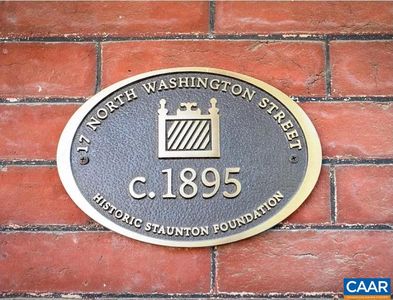 17 NORTH WASHINGTON STREET
c.1895
HISTORIC STAUNTON FOUNDATION
CAAR